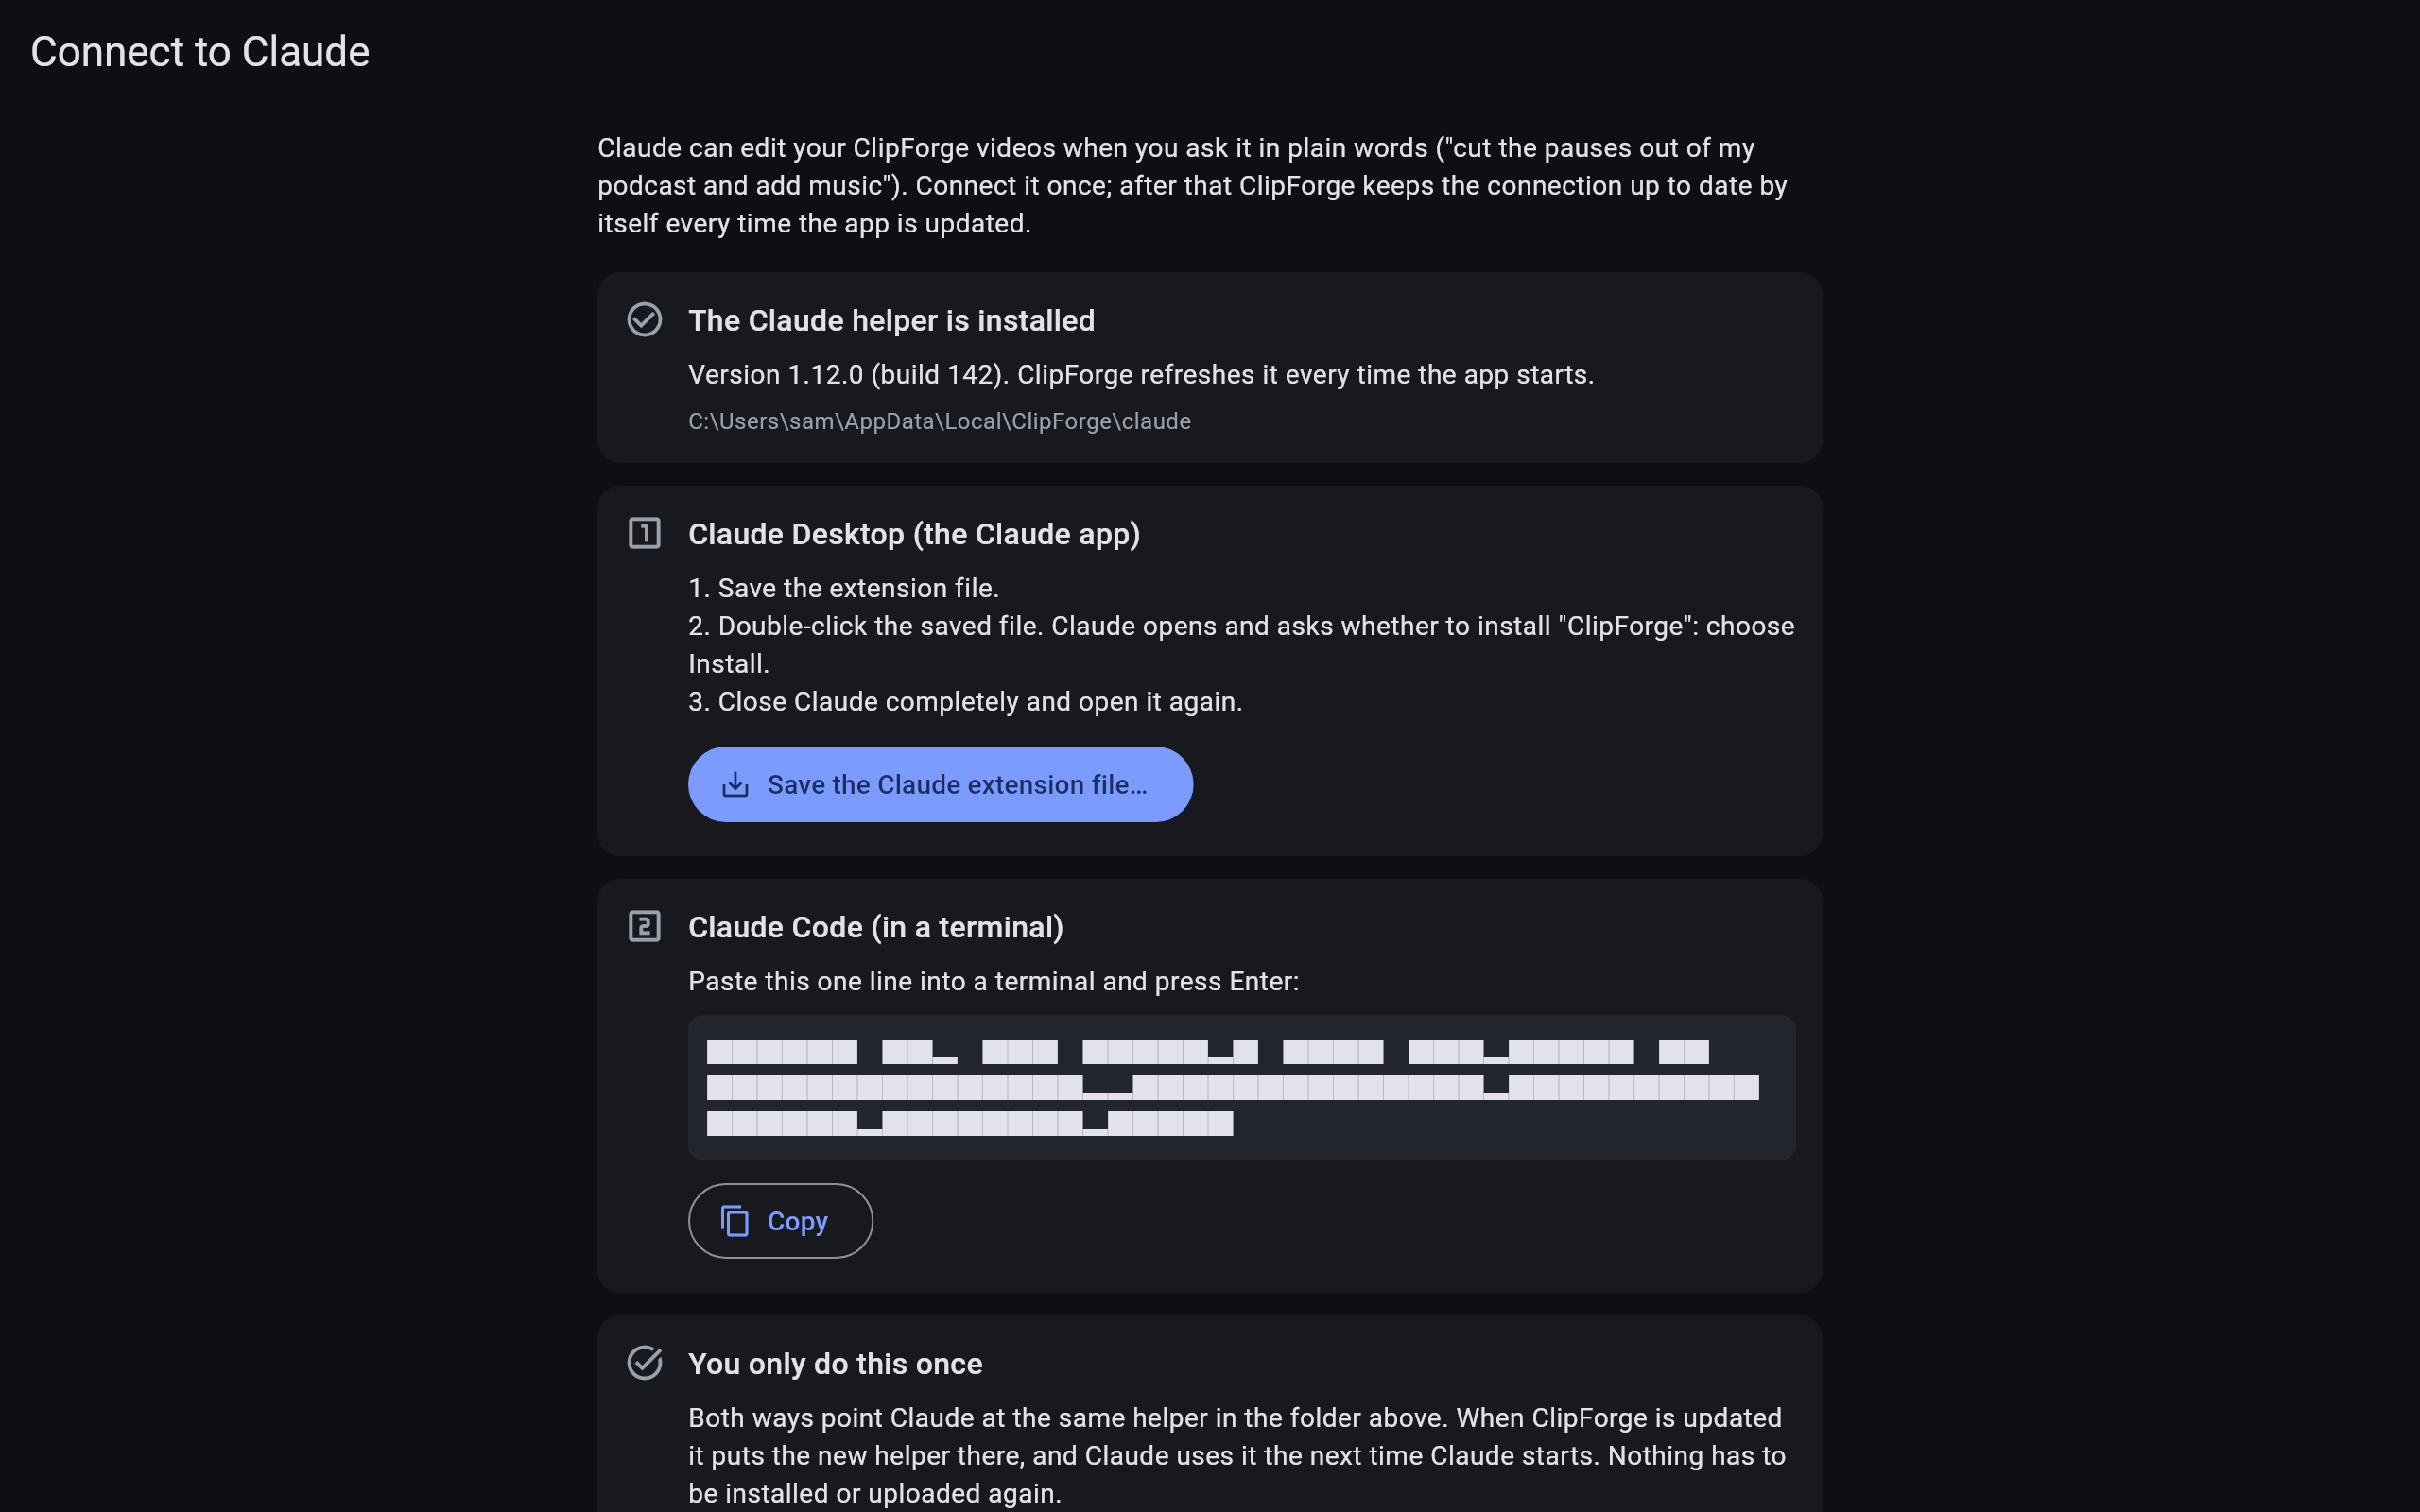 Connect to Claude
Claude can edit your ClipForge videos when you ask it in plain words ("cut the pauses out of my
podcast and add music"). Connect it once; after that ClipForge keeps the connection up to date by
itself every time the app is updated.
The Claude helper is installed
Version 1.12.0 (build 142). ClipForge refreshes it every time the app starts.
C:\Users\sam\AppData\Local\ClipForge\claude
1 Claude Desktop (the Claude app)
1. Save the extension file.
2. Double-click the saved file. Claude opens and asks whether to install "ClipForge": choose
Install.
3. Close Claude completely and open it again.
Save the Claude extension file…
2 Claude Code (in a terminal)
Paste this one line into a terminal and press Enter:
Copy
You only do this once
Both ways point Claude at the same helper in the folder above. When ClipForge is updated
it puts the new helper there, and Claude uses it the next time Claude starts. Nothing has to
be installed or uploaded again.